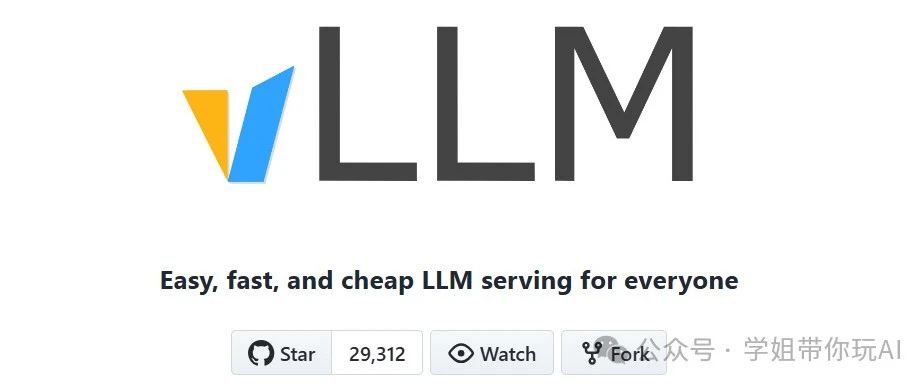 vLLM
Easy, fast, and cheap LLM serving for everyone
Star 29,312 Watch Fork
公众号 · 学姐带你玩AI